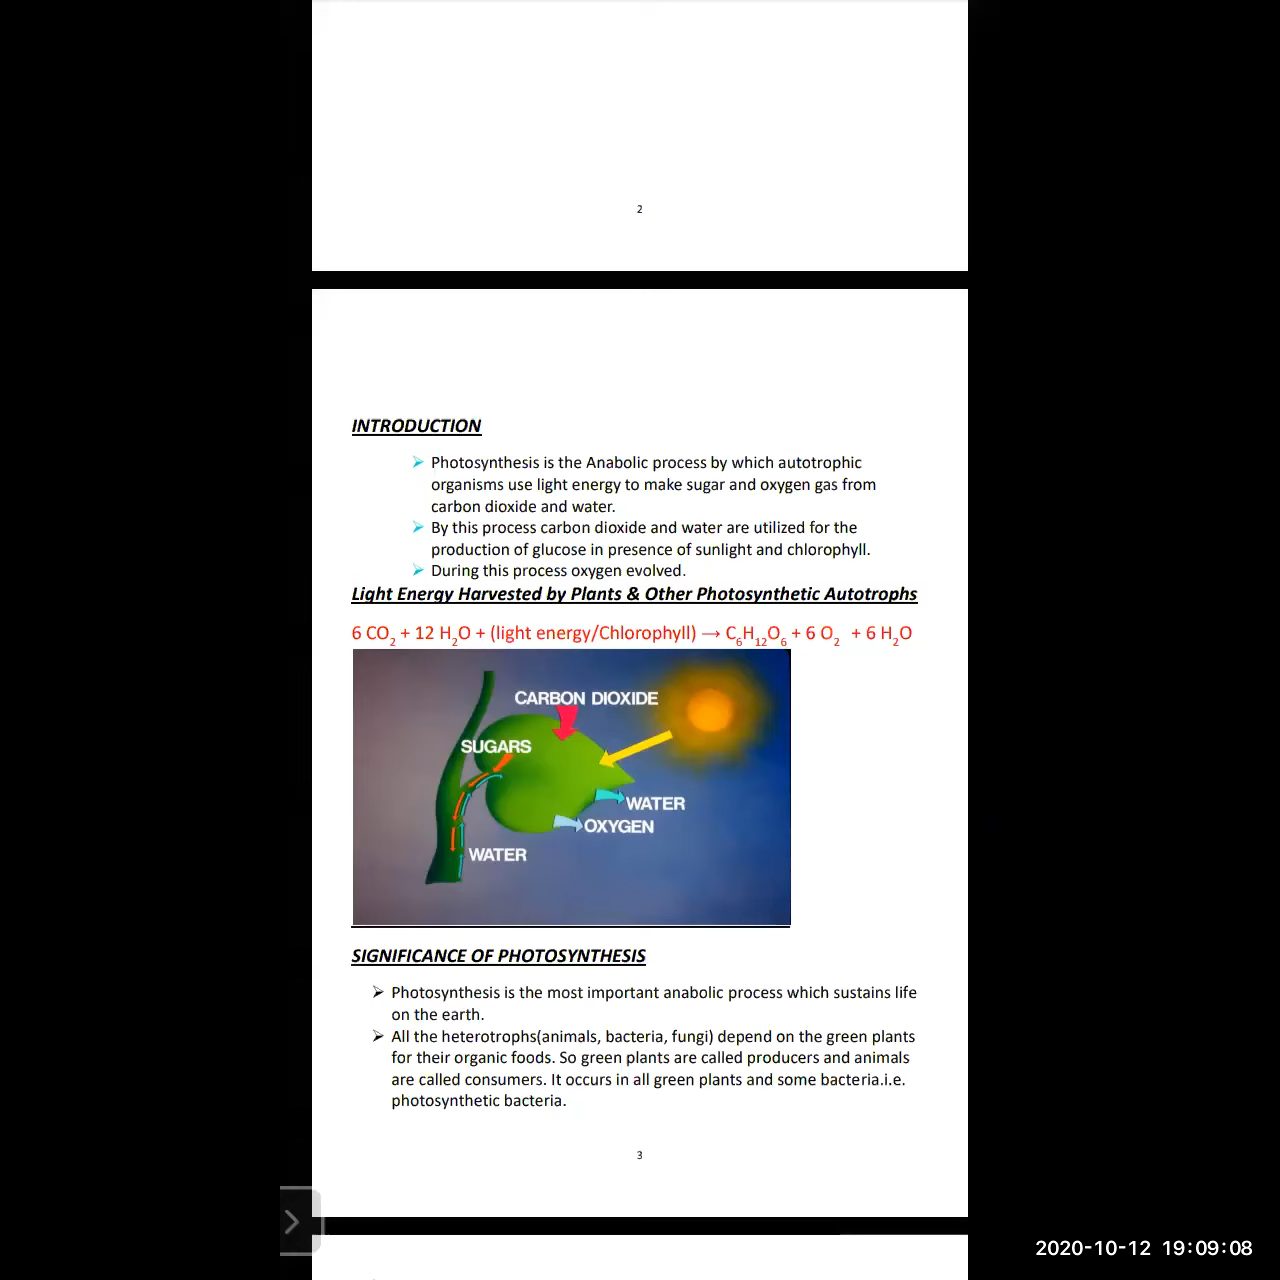 2
INTRODUCTION
➢ Photosynthesis is the Anabolic process by which autotrophic
organisms use light energy to make sugar and oxygen gas from
carbon dioxide and water.
➢ By this process carbon dioxide and water are utilized for the
production of glucose in presence of sunlight and chlorophyll.
➢ During this process oxygen evolved.
Light Energy Harvested by Plants & Other Photosynthetic Autotrophs
6 CO₂ + 12 H₂O + (light energy/Chlorophyll) → C₆H₁₂O₆ + 6 O₂ + 6 H₂O
CARBON DIOXIDE
SUGARS
WATER
OXYGEN
WATER
SIGNIFICANCE OF PHOTOSYNTHESIS
➢ Photosynthesis is the most important anabolic process which sustains life
on the earth.
➢ All the heterotrophs(animals, bacteria, fungi) depend on the green plants
for their organic foods. So green plants are called producers and animals
are called consumers. It occurs in all green plants and some bacteria.i.e.
photosynthetic bacteria.
3
2020-10-12 19:09:08